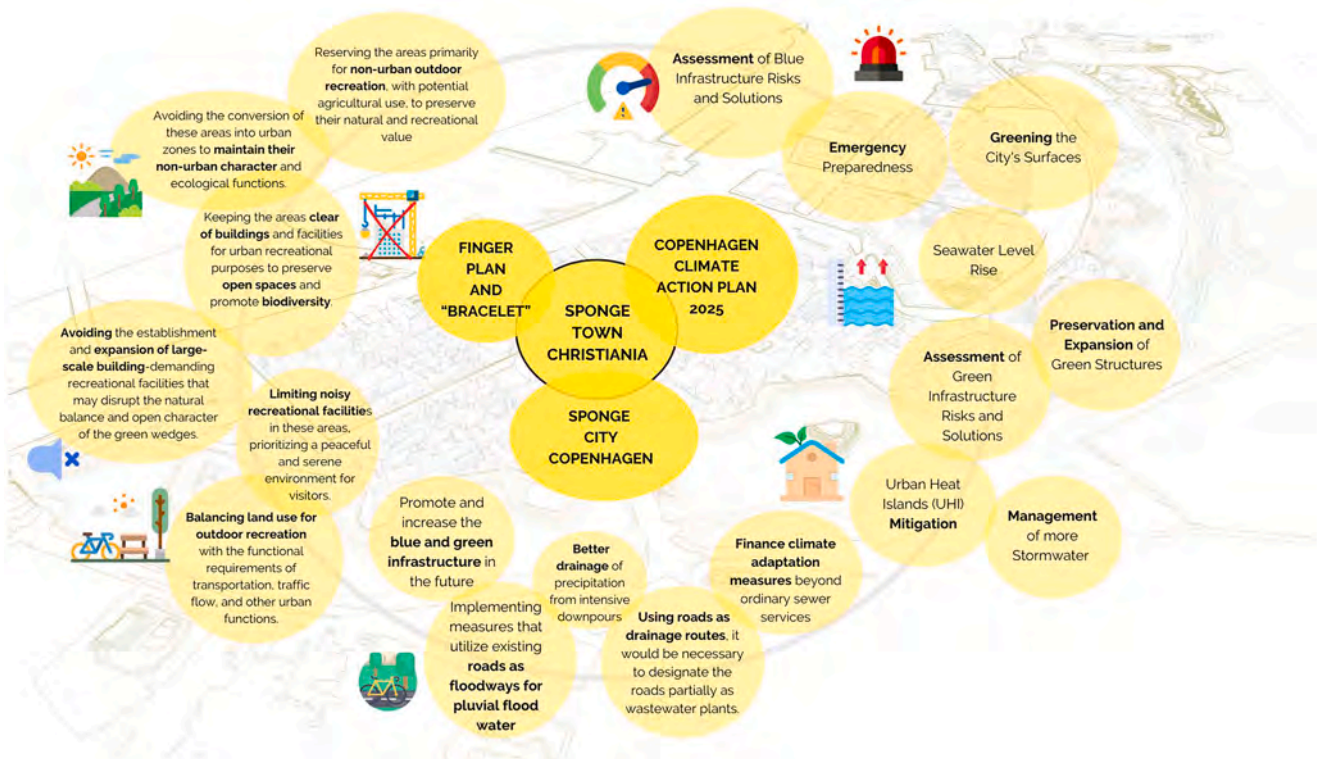 Reserving the areas primarily
for non-urban outdoor
recreation, with potential
agricultural use, to preserve
their natural and recreational
value
Avoiding the conversion of
these areas into urban
zones to maintain their
non-urban character and
ecological functions.
Keeping the areas clear
of buildings and facilities
for urban recreational
purposes to preserve
open spaces and
promote biodiversity.
Avoiding the establishment
and expansion of large-
scale building-demanding
recreational facilities that
may disrupt the natural
balance and open character
of the green wedges.
Limiting noisy
recreational facilities
in these areas,
prioritizing a peaceful
and serene
environment for
visitors.
Balancing land use for
outdoor recreation
with the functional
requirements of
transportation, traffic
flow, and other urban
functions.
FINGER
PLAN
AND
"BRACELET"
COPENHAGEN
CLIMATE
ACTION PLAN
2025
SPONGE
TOWN
CHRISTIANIA
SPONGE
CITY
COPENHAGEN
Assessment of Blue
Infrastructure Risks
and Solutions
Emergency
Preparedness
Greening the
City's Surfaces
Seawater Level
Rise
Preservation and
Expansion of
Green Structures
Assessment of
Green
Infrastructure
Risks and
Solutions
Urban Heat
Islands (UHI)
Mitigation
Management
of more
Stormwater
Promote and
increase the
blue and green
infrastructure in
the future
Implementing
measures that
utilize existing
roads as
floodways for
pluvial flood
water
Better
drainage of
precipitation
from intensive
downpours
Using roads as
drainage routes, it
would be necessary
to designate the
roads partially as
wastewater plants.
Finance climate
adaptation
measures beyond
ordinary sewer
services